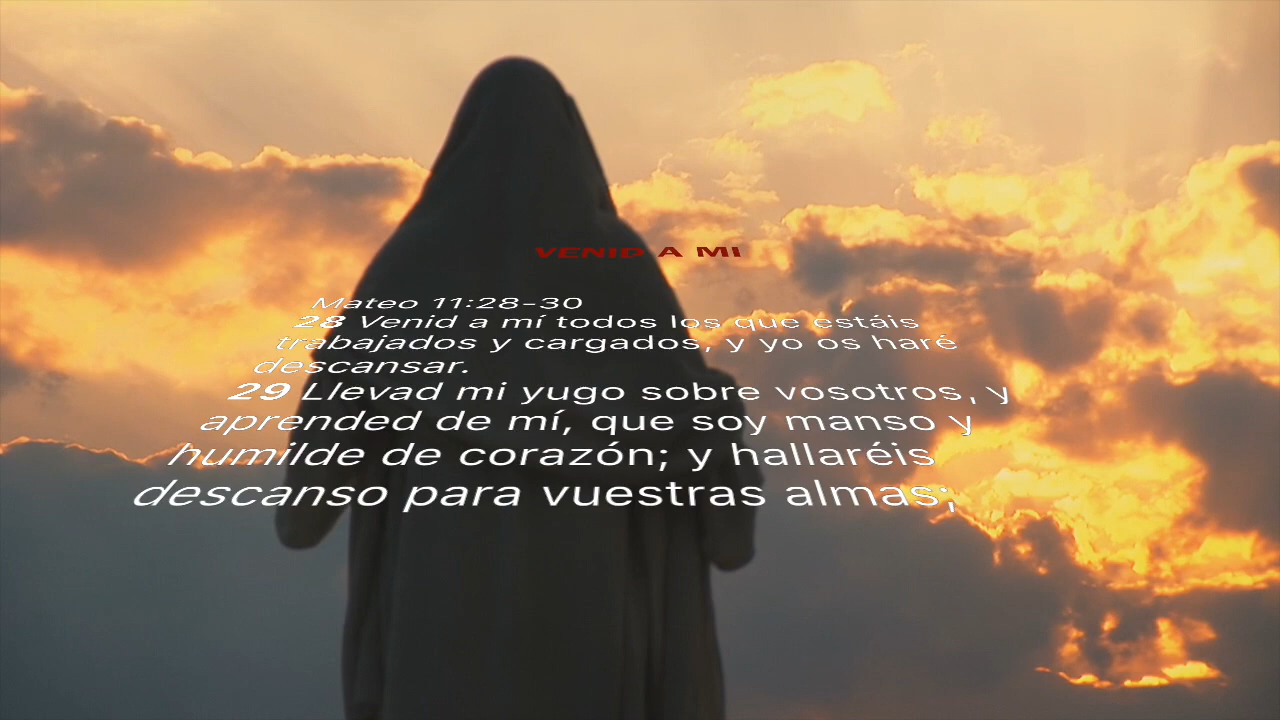 VENID A MI
Mateo 11:28-30
28 Venid a mí todos los que estáis
trabajados y cargados, y yo os haré
descansar.
29 Llevad mi yugo sobre vosotros, y
aprended de mí, que soy manso y
humilde de corazón; y hallaréis
descanso para vuestras almas;